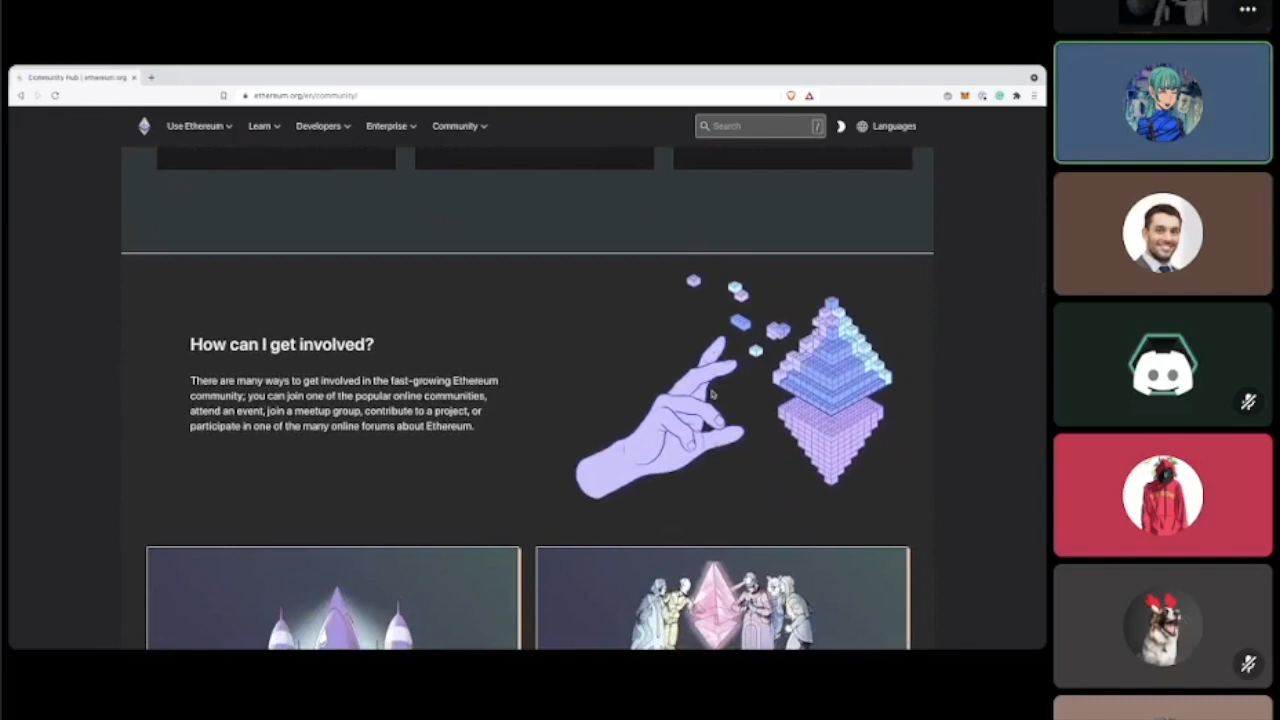 Community Hub | ethereum.org
ethereum.org/en/community/
Use Ethereum
Learn
Developers
Enterprise
Community
Search
/
Languages
How can I get involved?
There are many ways to get involved in the fast-growing Ethereum
community; you can join one of the popular online communities,
attend an event, join a meetup group, contribute to a project, or
participate in one of the many online forums about Ethereum.